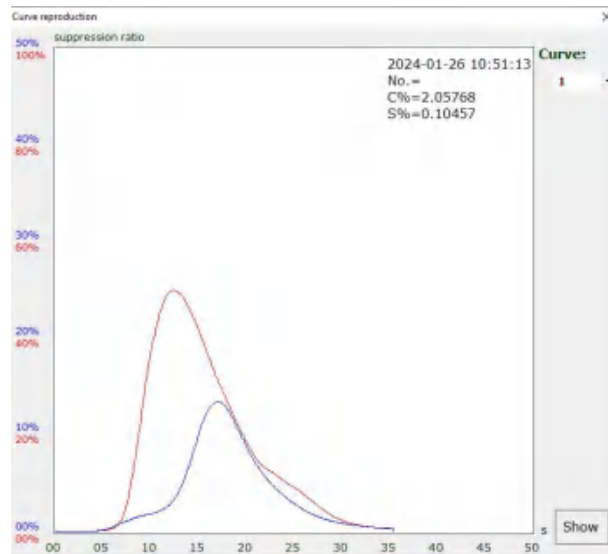 Curve reproduction
suppression ratio
50%
100%
2024-01-26 10:51:13
No.=
C%=2.05768
S%=0.10457
Curve:
1
40%
80%
30%
60%
20%
40%
10%
20%
00%
00%
s
Show
00 05 10 15 20 25 30 35 40 45 50